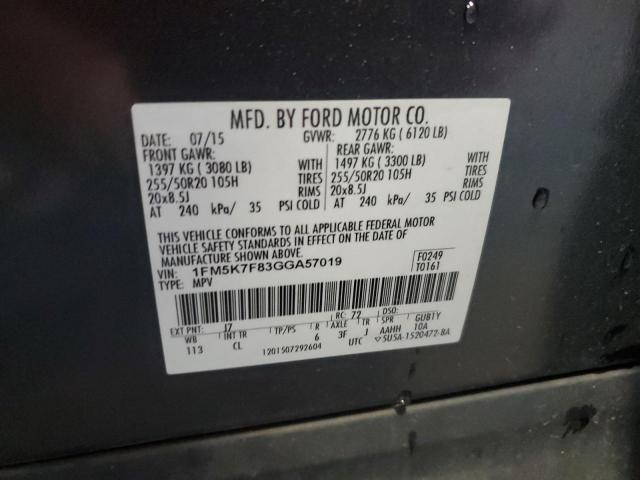 MFD. BY FORD MOTOR CO.
DATE: 07/15 GVWR: 2776 KG ( 6120 LB)
FRONT GAWR: REAR GAWR:
1397 KG ( 3080 LB) WITH 1497 KG ( 3300 LB) WITH
255/50R20 105H TIRES 255/50R20 105H TIRES
20x8.5J RIMS 20x8.5J RIMS
AT 240 kPa/ 35 PSI COLD AT 240 kPa/ 35 PSI COLD
THIS VEHICLE CONFORMS TO ALL APPLICABLE FEDERAL MOTOR
VEHICLE SAFETY STANDARDS IN EFFECT ON THE DATE OF
MANUFACTURE SHOWN ABOVE.
VIN: 1FM5K7F83GGA57019 F0249
TYPE: MPV T0161
EXT PNT: J7 RC: 72 DSO:
WB INT TR TP/PS R AXLE TR SPR GUBTY
113 CL 6 3F J AAHH 10A
1201507292604 UTC ▽5U5A-1520472-BA